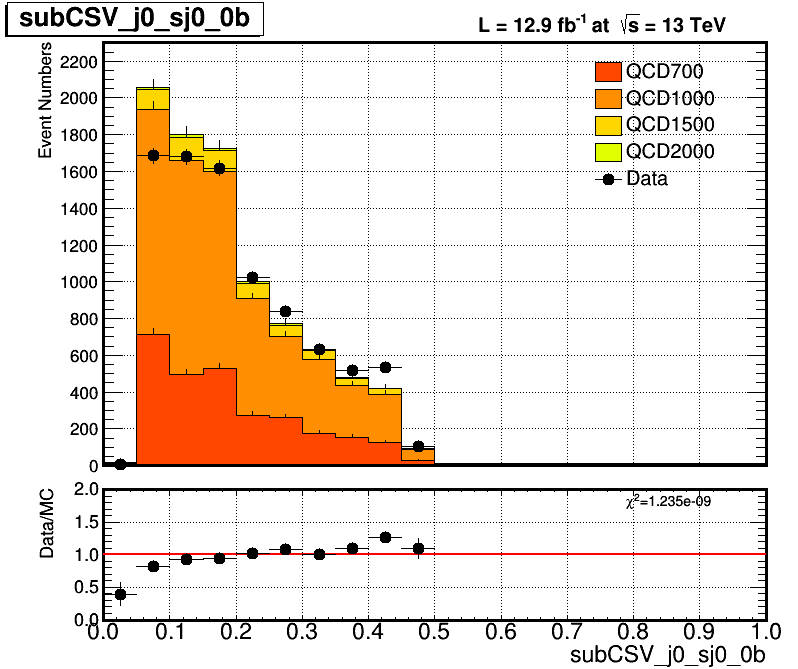 subCSV_j0_sj0_0b
L = 12.9 fb⁻¹ at √s = 13 TeV
Event Numbers
2200
2000
1800
1600
1400
1200
1000
800
600
400
200
0
QCD700
QCD1000
QCD1500
QCD2000
Data
Data/MC
2.0
1.5
1.0
0.5
0.0
χ²=1.235e-09
0.0 0.1 0.2 0.3 0.4 0.5 0.6 0.7 0.8 0.9 1.0
subCSV_j0_sj0_0b